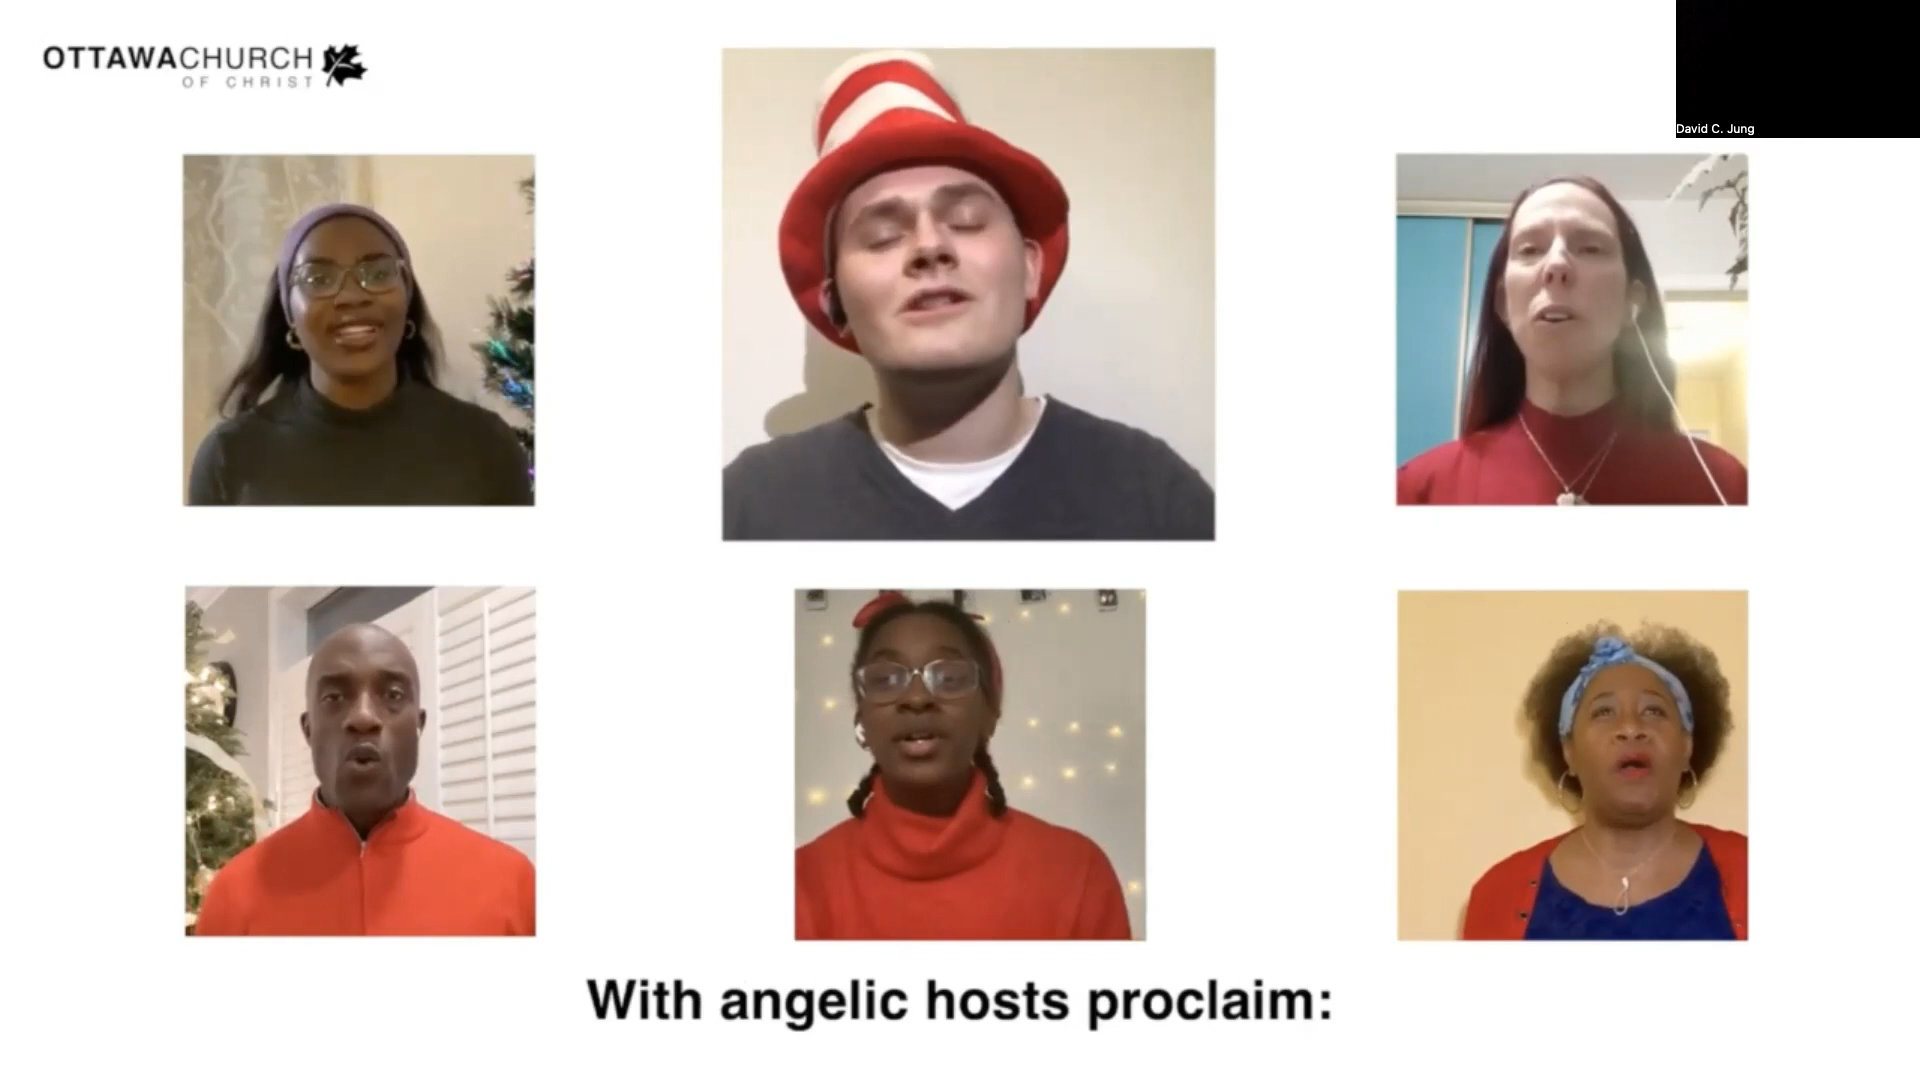 OTTAWACHURCH
OF CHRIST
David C. Jung
With angelic hosts proclaim: